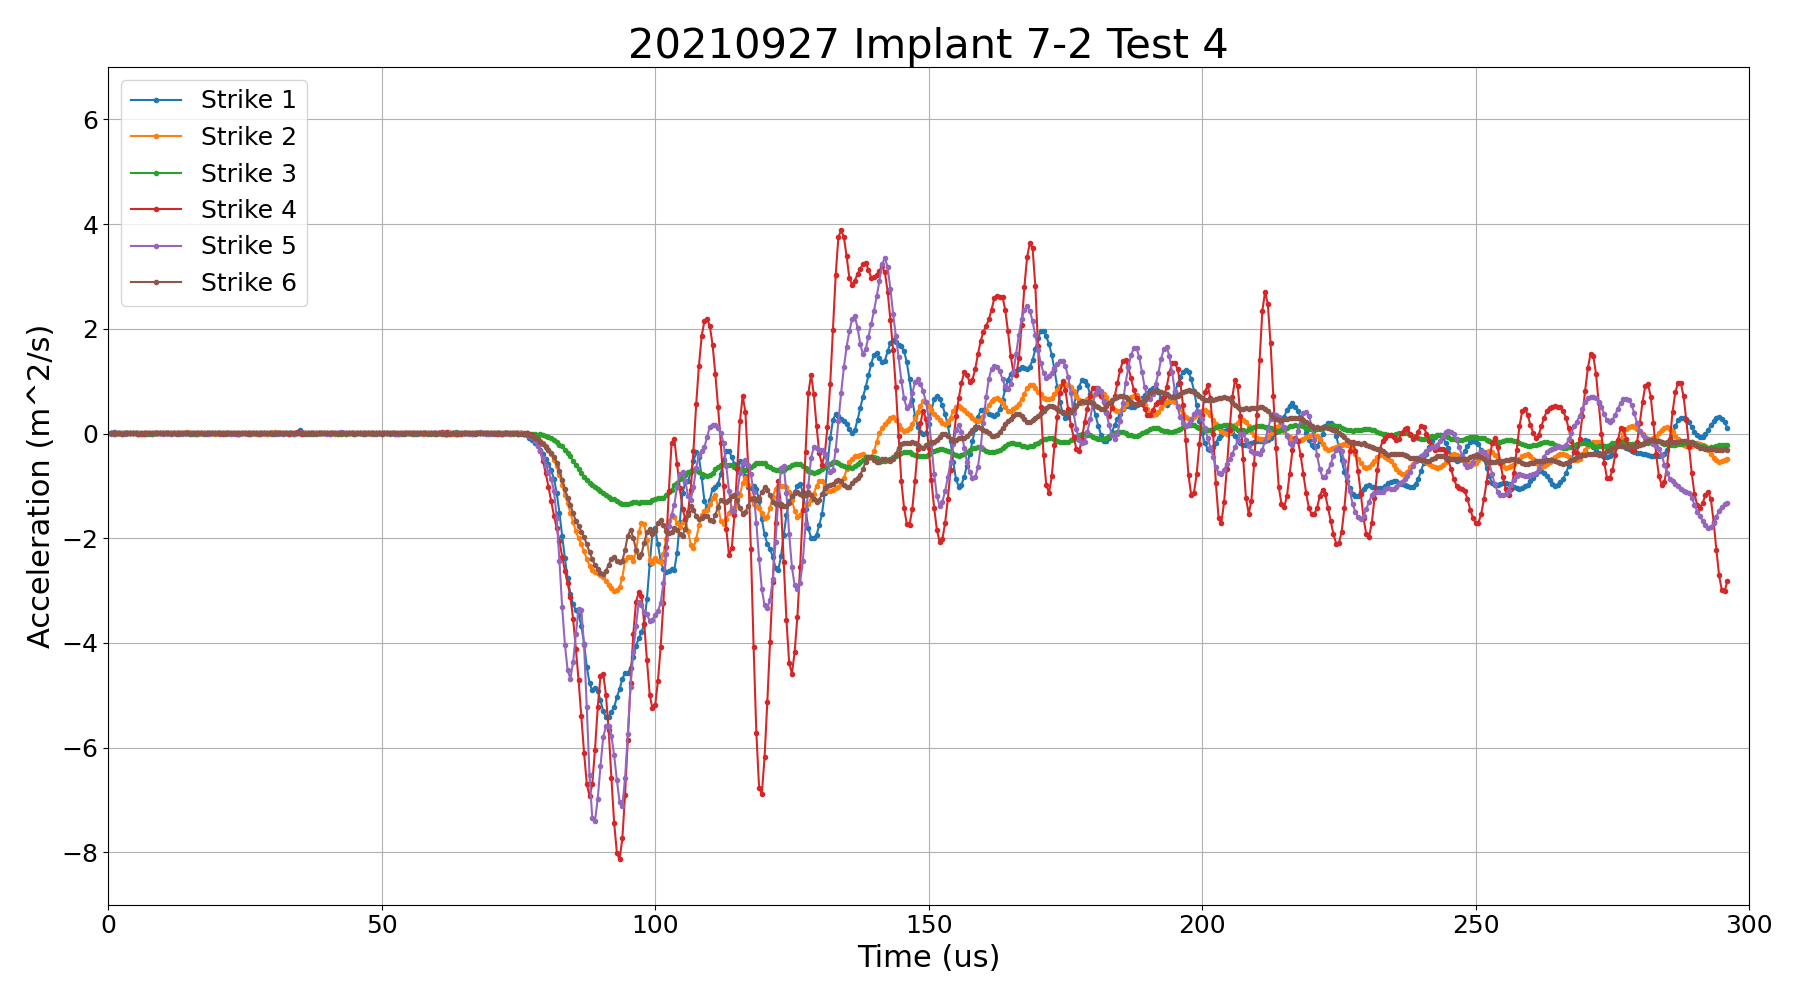 20210927 Implant 7-2 Test 4
Strike 1
Strike 2
Strike 3
Strike 4
Strike 5
Strike 6
Acceleration (m^2/s)
6
4
2
0
−2
−4
−6
−8
0 50 100 150 200 250 300
Time (us)